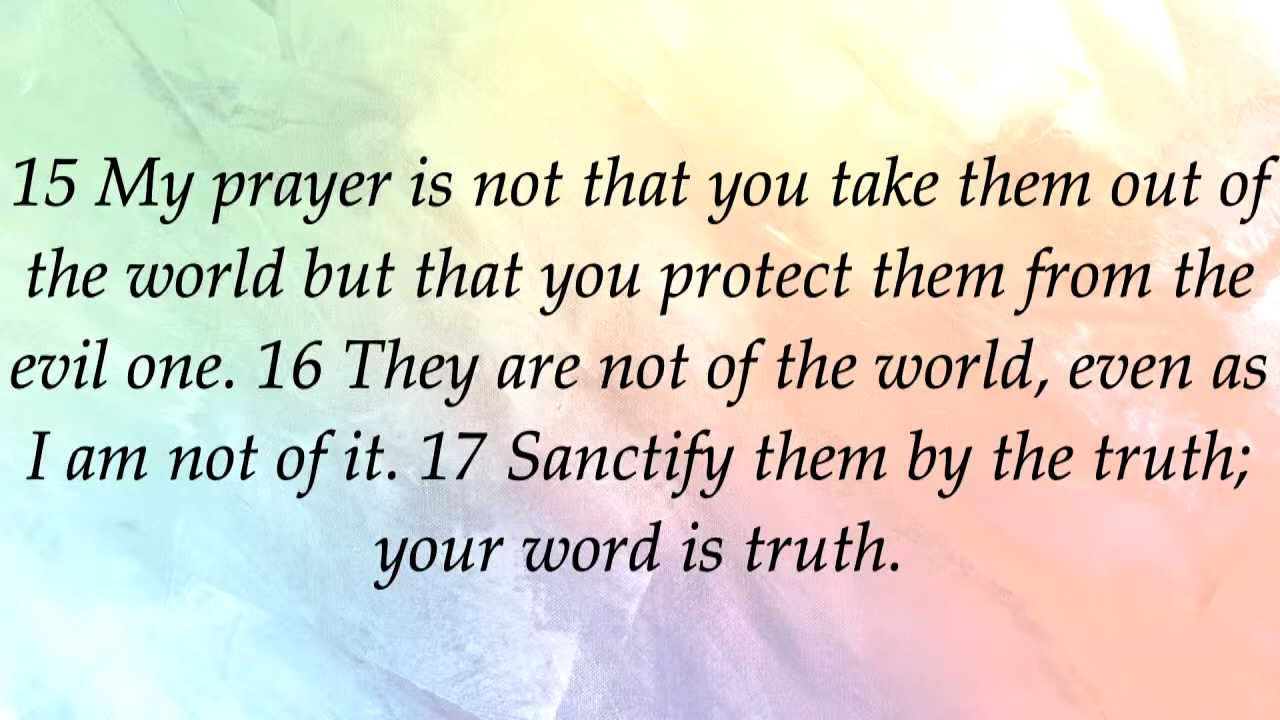 15 My prayer is not that you take them out of
the world but that you protect them from the
evil one. 16 They are not of the world, even as
I am not of it. 17 Sanctify them by the truth;
your word is truth.